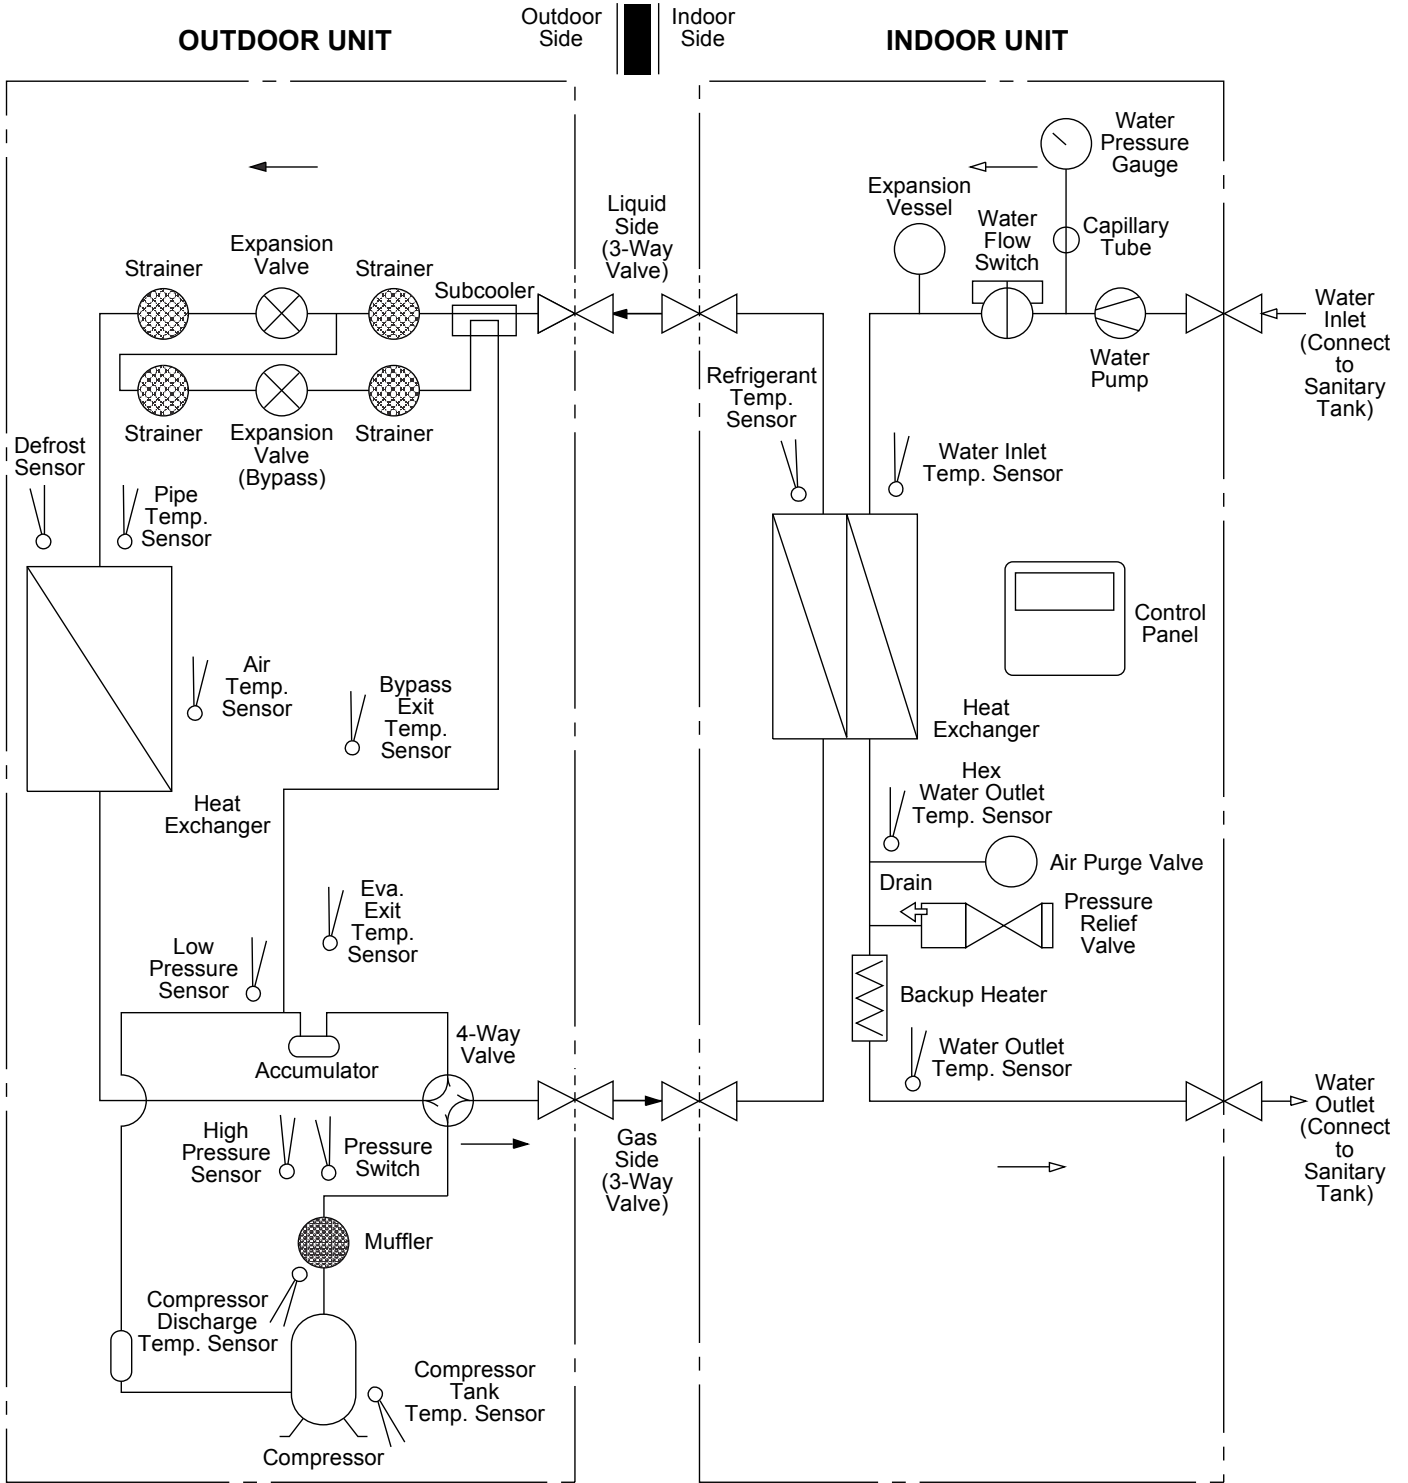 OUTDOOR UNIT
Outdoor
Side
Indoor
Side
INDOOR UNIT
Water
Pressure
Gauge
Expansion
Vessel
Water
Flow
Switch
Capillary
Tube
Liquid
Side
(3-Way
Valve)
Strainer
Expansion
Valve
Strainer
Subcooler
Water
Inlet
(Connect
to
Sanitary
Tank)
Water
Pump
Refrigerant
Temp.
Sensor
Strainer
Expansion
Valve
(Bypass)
Strainer
Defrost
Sensor
Pipe
Temp.
Sensor
Water Inlet
Temp. Sensor
Control
Panel
Air
Temp.
Sensor
Bypass
Exit
Temp.
Sensor
Heat
Exchanger
Heat
Exchanger
Hex
Water Outlet
Temp. Sensor
Air Purge Valve
Drain
Pressure
Relief
Valve
Eva.
Exit
Temp.
Sensor
Low
Pressure
Sensor
Backup Heater
4-Way
Valve
Accumulator
Water Outlet
Temp. Sensor
Water
Outlet
(Connect
to
Sanitary
Tank)
High
Pressure
Sensor
Pressure
Switch
Gas
Side
(3-Way
Valve)
Muffler
Compressor
Discharge
Temp. Sensor
Compressor
Tank
Temp. Sensor
Compressor